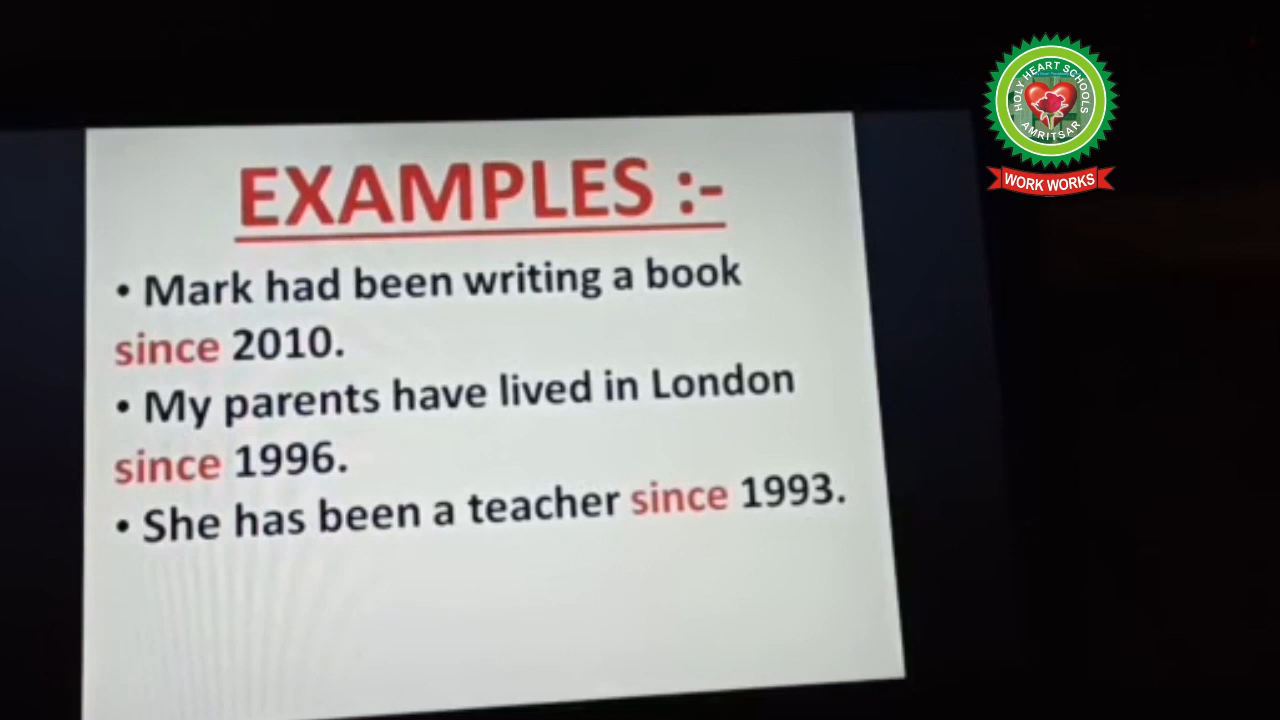 HOLY HEART SCHOOLS
AMRITSAR
WORK WORKS
EXAMPLES :-
• Mark had been writing a book
since 2010.
• My parents have lived in London
since 1996.
• She has been a teacher since 1993.